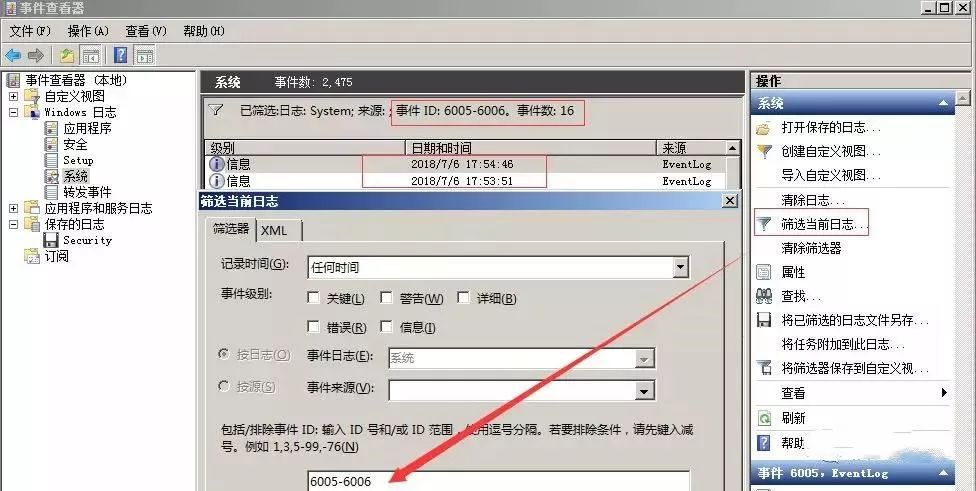 事件查看器
文件(F) 操作(A) 查看(V) 帮助(H)
事件查看器 (本地)
自定义视图
Windows 日志
应用程序
安全
Setup
系统
转发事件
应用程序和服务日志
保存的日志
Security
订阅
系统 事件数: 2,475
已筛选:日志: System; 来源: ; 事件 ID: 6005-6006。事件数: 16
级别 日期和时间 来源
信息 2018/7/6 17:54:46 EventLog
信息 2018/7/6 17:53:51 EventLog
筛选当前日志
筛选器 XML
记录时间(G): 任何时间
事件级别: 关键(L) 警告(W) 详细(B)
错误(R) 信息(I)
按日志(O) 事件日志(E): 系统
按源(S) 事件来源(V):
包括/排除事件 ID: 输入 ID 号和/或 ID 范围，使用逗号分隔。若要排除条件，请先键入减
号。例如 1,3,5-99,-76(N)
6005-6006
操作
系统
打开保存的日志...
创建自定义视图...
导入自定义视图...
清除日志...
筛选当前日志...
清除筛选器
属性
查找...
将已筛选的日志文件另存...
将任务附加到此日志...
将筛选器保存到自定义视...
查看
刷新
帮助
事件 6005，EventLog